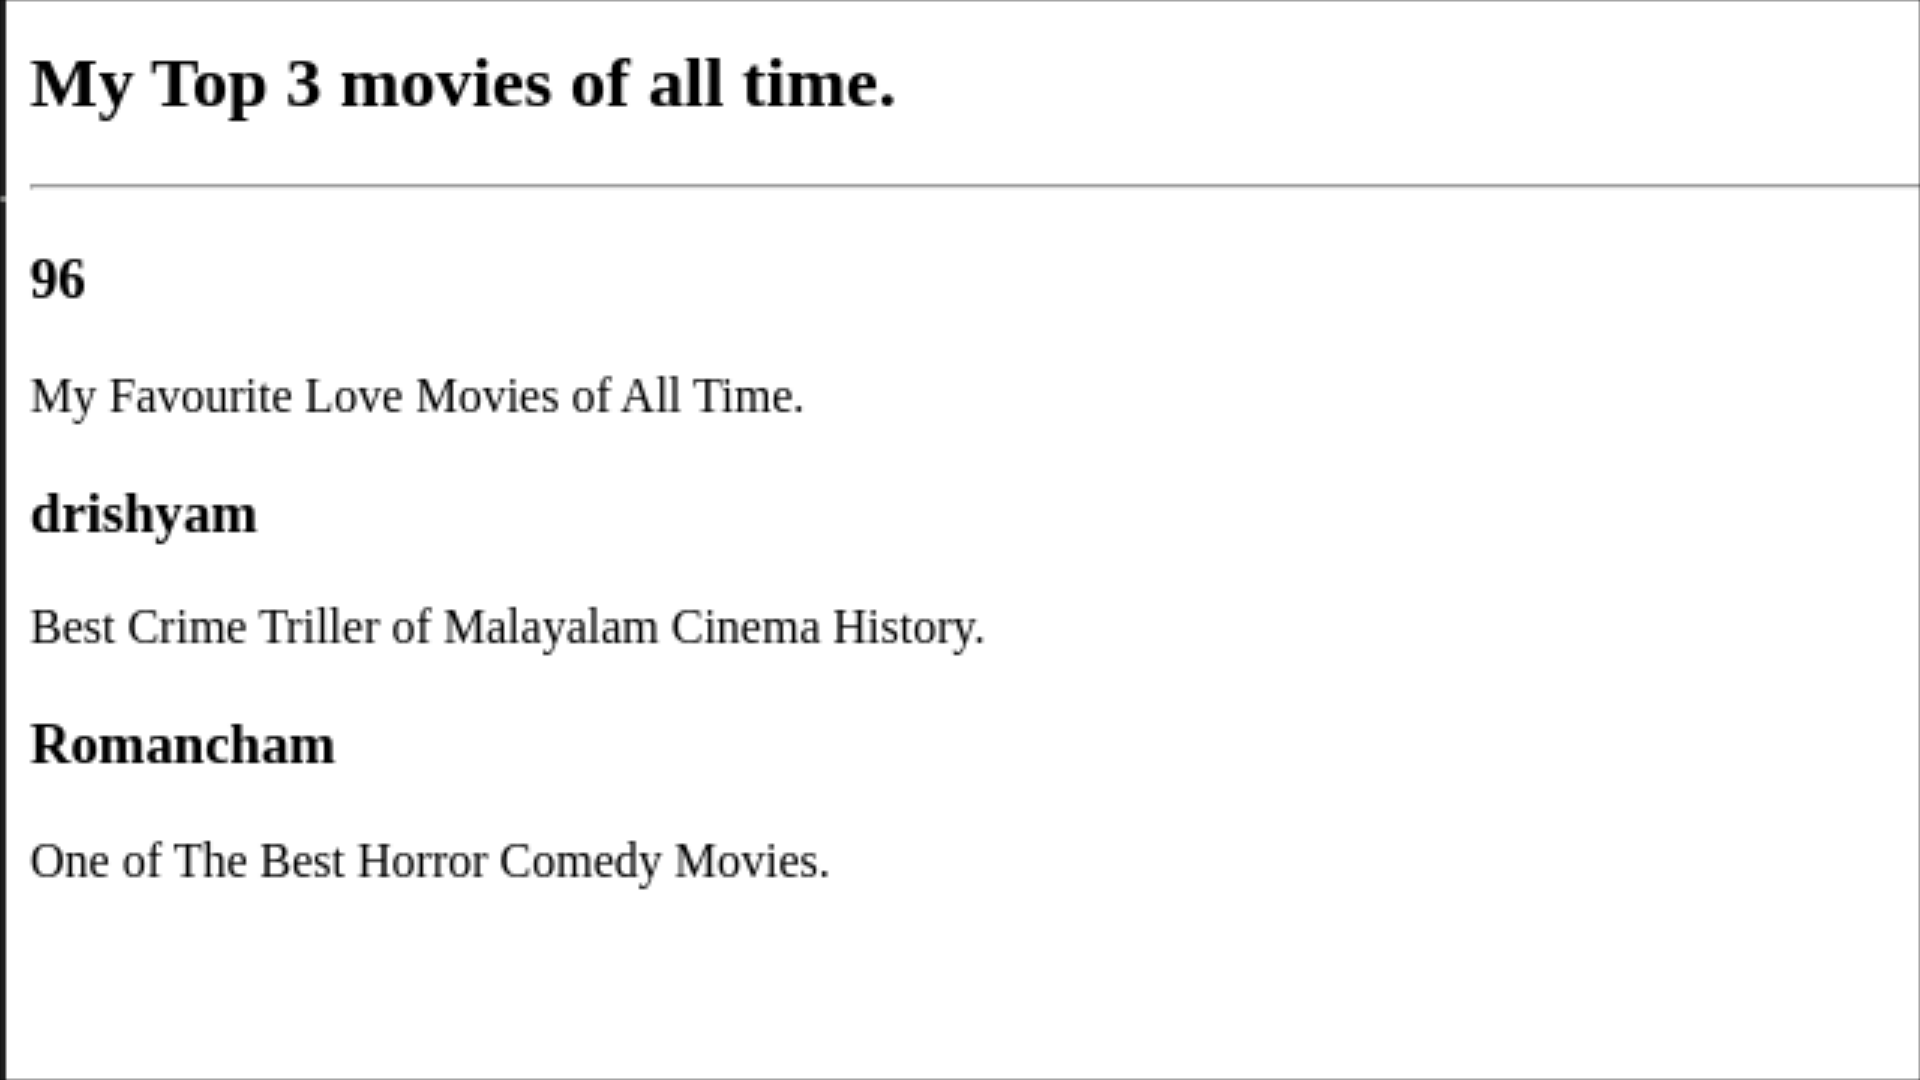 My Top 3 movies of all time.
96
My Favourite Love Movies of All Time.
drishyam
Best Crime Triller of Malayalam Cinema History.
Romancham
One of The Best Horror Comedy Movies.